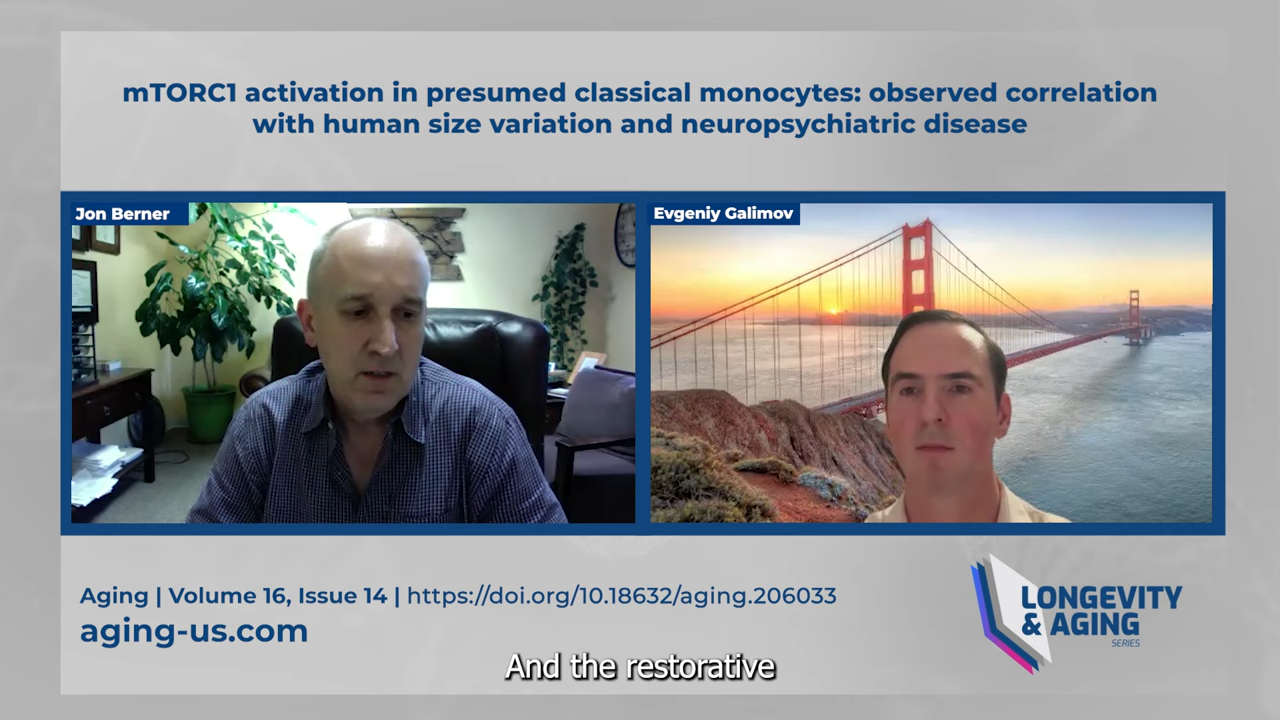 mTORC1 activation in presumed classical monocytes: observed correlation
with human size variation and neuropsychiatric disease
Jon Berner
Evgeniy Galimov
Aging | Volume 16, Issue 14 | https://doi.org/10.18632/aging.206033
aging-us.com
LONGEVITY
& AGING
SERIES
And the restorative